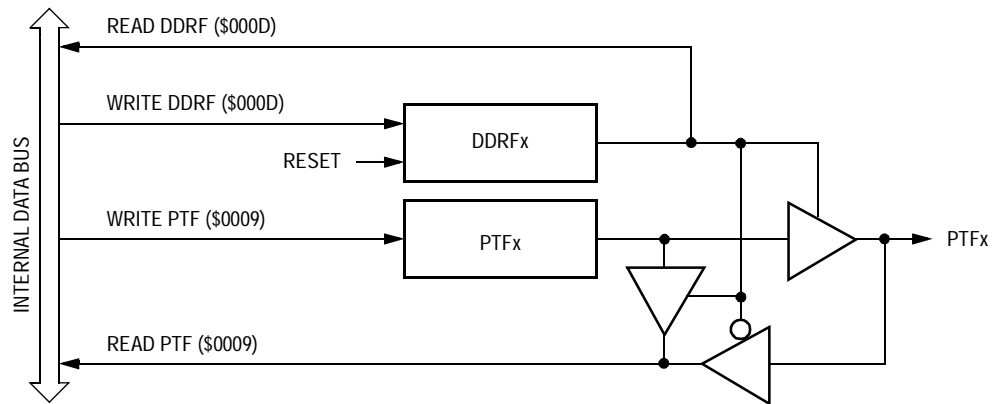 READ DDRF ($000D)
WRITE DDRF ($000D)
DDRFx
RESET
INTERNAL DATA BUS
WRITE PTF ($0009)
PTFx
PTFx
READ PTF ($0009)